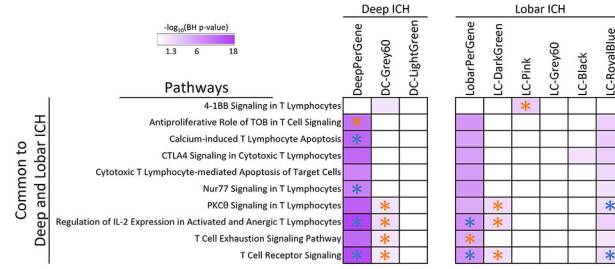 Deep ICH
Lobar ICH
-log10(BH p-value)
1.3 6 18
DeepPerGene
DC-Grey60
DC-LightGreen
LobarPerGene
LC-DarkGreen
LC-Pink
LC-Grey60
LC-Black
LC-RoyalBlue
Pathways
Common to
Deep and Lobar ICH
4-1BB Signaling in T Lymphocytes
Antiproliferative Role of TOB in T Cell Signaling
Calcium-induced T Lymphocyte Apoptosis
CTLA4 Signaling in Cytotoxic T Lymphocytes
Cytotoxic T Lymphocyte-mediated Apoptosis of Target Cells
Nur77 Signaling in T Lymphocytes
PKCθ Signaling in T Lymphocytes
Regulation of IL-2 Expression in Activated and Anergic T Lymphocytes
T Cell Exhaustion Signaling Pathway
T Cell Receptor Signaling